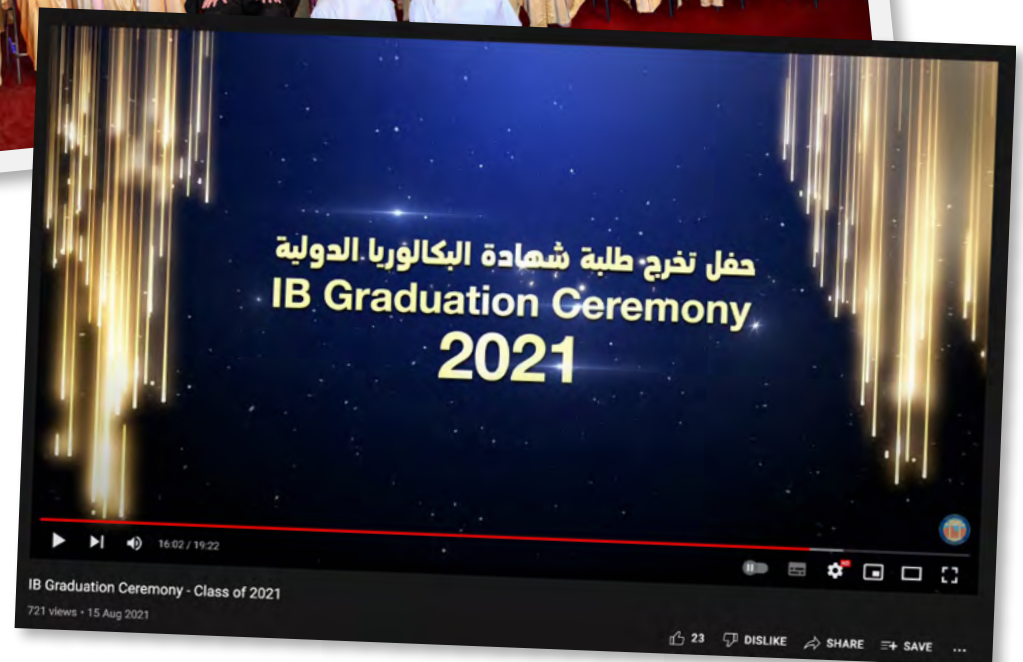 حفل تخرج طلبة شهادة البكالوريا الدولية
IB Graduation Ceremony
2021
16:02 / 19:22
IB Graduation Ceremony - Class of 2021
721 views • 15 Aug 2021
23 DISLIKE SHARE SAVE ...